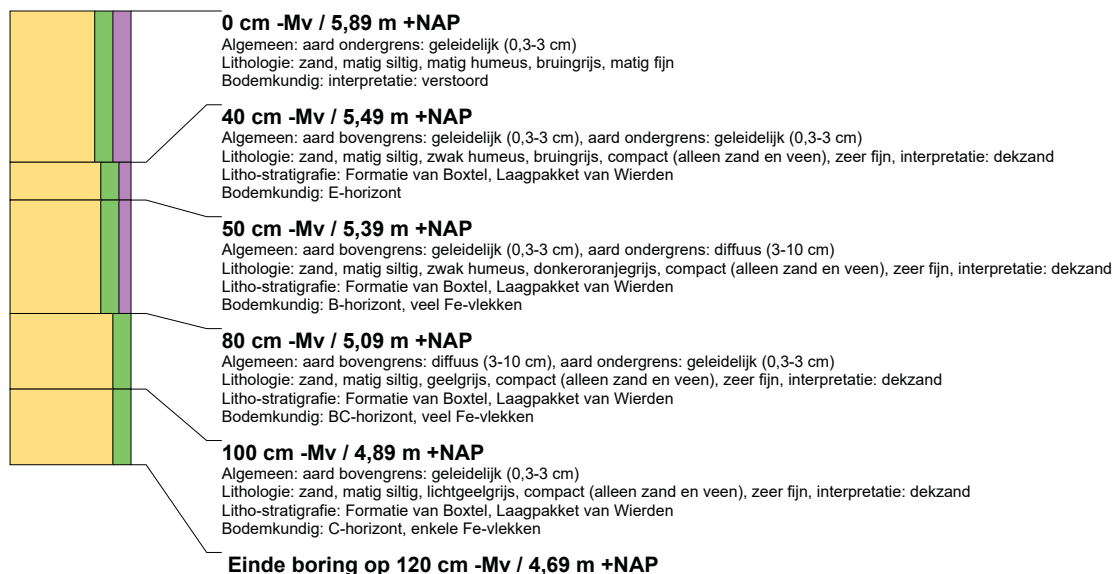 0 cm -Mv / 5,89 m +NAP
Algemeen: aard ondergrens: geleidelijk (0,3-3 cm)
Lithologie: zand, matig siltig, matig humeus, bruingrijs, matig fijn
Bodemkundig: interpretatie: verstoord
40 cm -Mv / 5,49 m +NAP
Algemeen: aard bovengrens: geleidelijk (0,3-3 cm), aard ondergrens: geleidelijk (0,3-3 cm)
Lithologie: zand, matig siltig, zwak humeus, bruingrijs, compact (alleen zand en veen), zeer fijn, interpretatie: dekzand
Litho-stratigrafie: Formatie van Boxtel, Laagpakket van Wierden
Bodemkundig: E-horizont
50 cm -Mv / 5,39 m +NAP
Algemeen: aard bovengrens: geleidelijk (0,3-3 cm), aard ondergrens: diffuus (3-10 cm)
Lithologie: zand, matig siltig, zwak humeus, donkeroranjegrijs, compact (alleen zand en veen), zeer fijn, interpretatie: dekzand
Litho-stratigrafie: Formatie van Boxtel, Laagpakket van Wierden
Bodemkundig: B-horizont, veel Fe-vlekken
80 cm -Mv / 5,09 m +NAP
Algemeen: aard bovengrens: diffuus (3-10 cm), aard ondergrens: geleidelijk (0,3-3 cm)
Lithologie: zand, matig siltig, geelgrijs, compact (alleen zand en veen), zeer fijn, interpretatie: dekzand
Litho-stratigrafie: Formatie van Boxtel, Laagpakket van Wierden
Bodemkundig: BC-horizont, veel Fe-vlekken
100 cm -Mv / 4,89 m +NAP
Algemeen: aard bovengrens: geleidelijk (0,3-3 cm)
Lithologie: zand, matig siltig, lichtgeelgrijs, compact (alleen zand en veen), zeer fijn, interpretatie: dekzand
Litho-stratigrafie: Formatie van Boxtel, Laagpakket van Wierden
Bodemkundig: C-horizont, enkele Fe-vlekken
Einde boring op 120 cm -Mv / 4,69 m +NAP